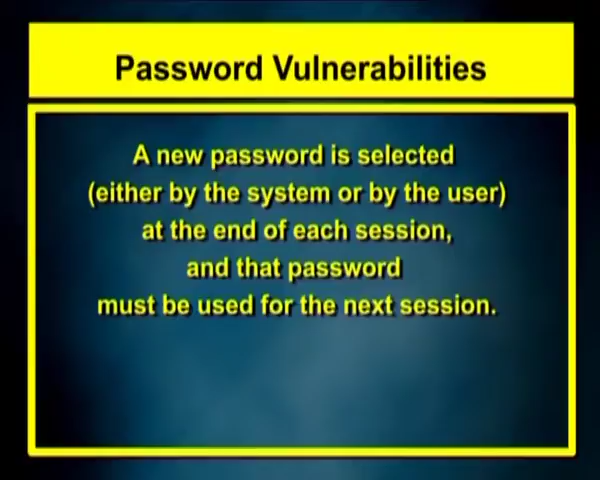 Password Vulnerabilities
A new password is selected
(either by the system or by the user)
at the end of each session,
and that password
must be used for the next session.